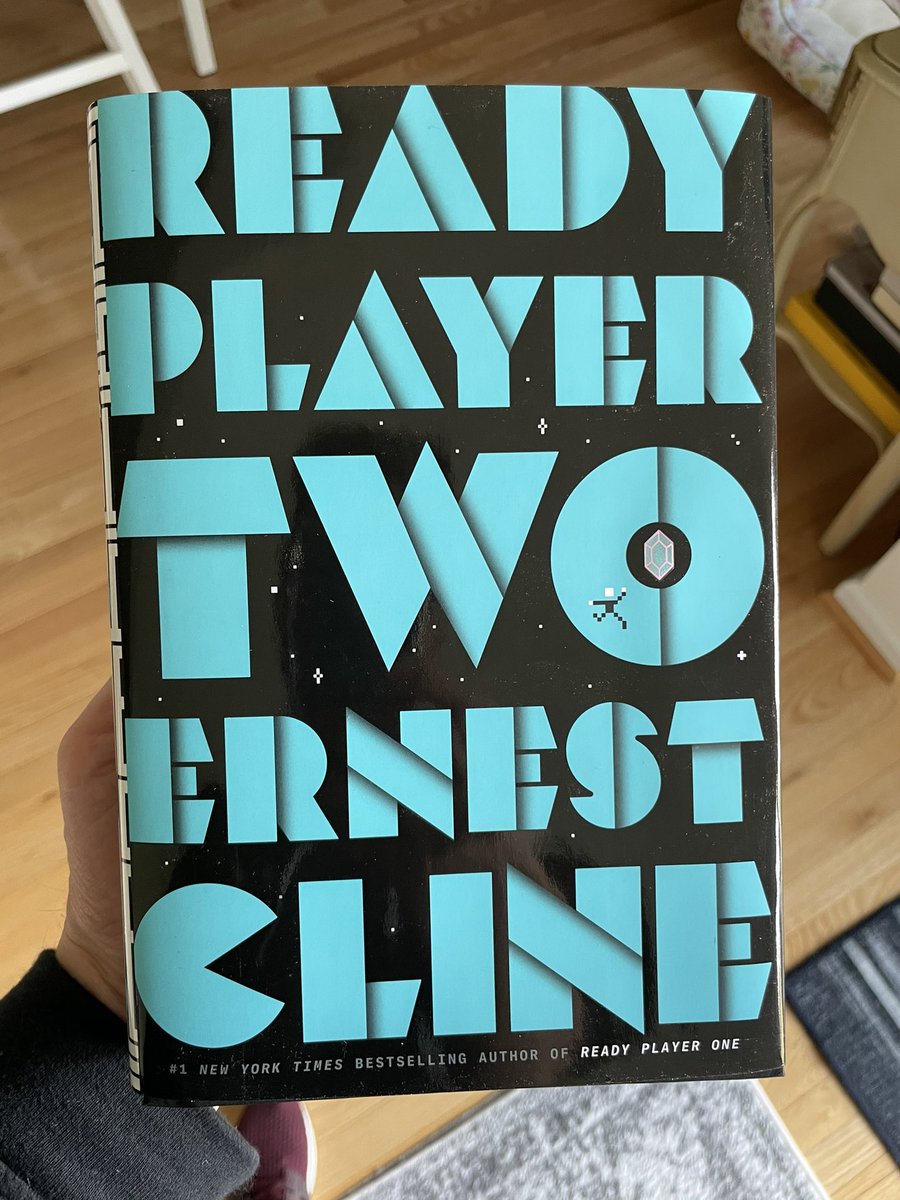 READY
PLAYER
TWO
ERNEST
CLINE
#1 NEW YORK TIMES BESTSELLING AUTHOR OF READY PLAYER ONE